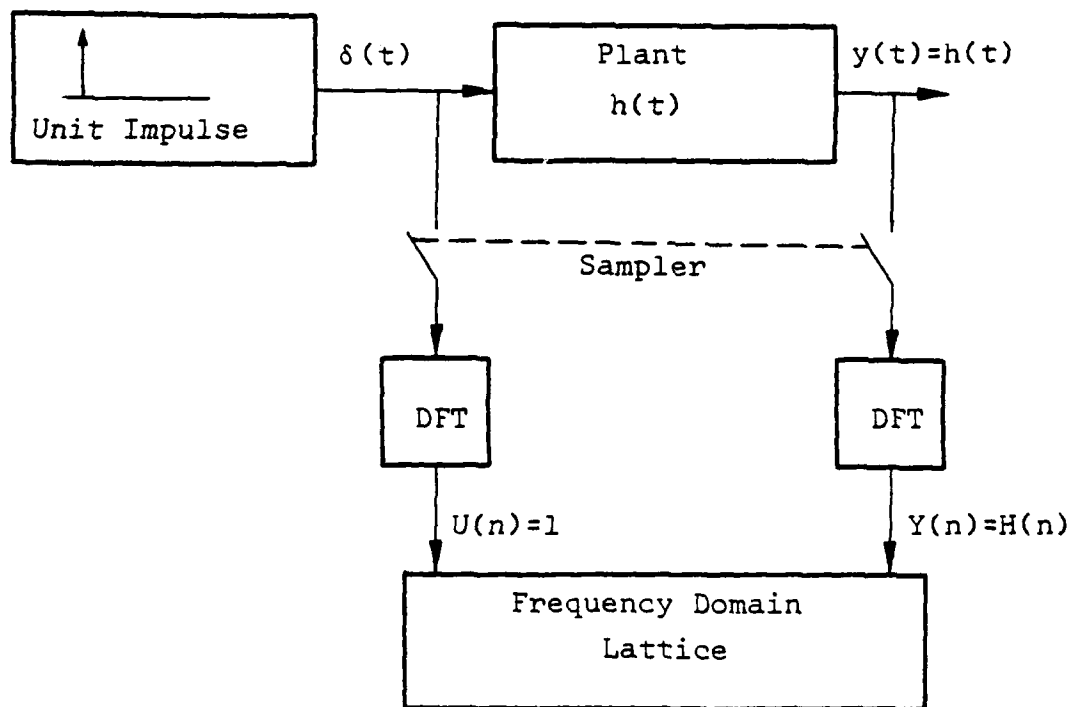 δ(t)
Plant
y(t)=h(t)
h(t)
Unit Impulse
Sampler
DFT
DFT
U(n)=1
Y(n)=H(n)
Frequency Domain
Lattice